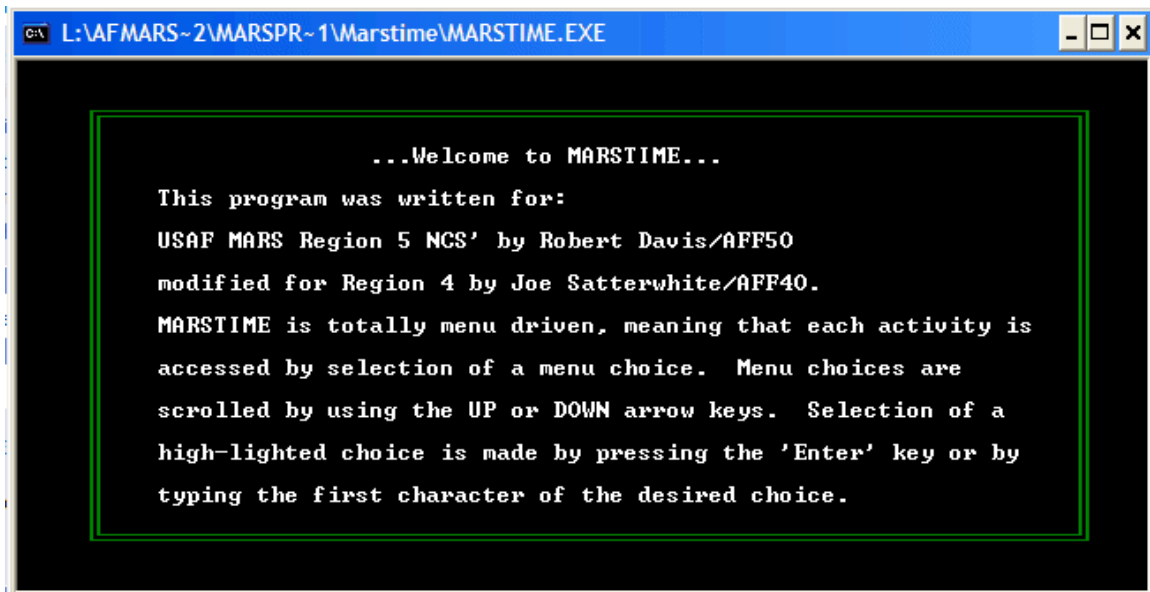 L:\AFMARS~2\MARSPR~1\Marstime\MARSTIME.EXE
...Welcome to MARSTIME...
This program was written for:
USAF MARS Region 5 NCS' by Robert Davis/AFF50
modified for Region 4 by Joe Satterwhite/AFF40.
MARSTIME is totally menu driven, meaning that each activity is
accessed by selection of a menu choice.  Menu choices are
scrolled by using the UP or DOWN arrow keys.  Selection of a
high-lighted choice is made by pressing the 'Enter' key or by
typing the first character of the desired choice.